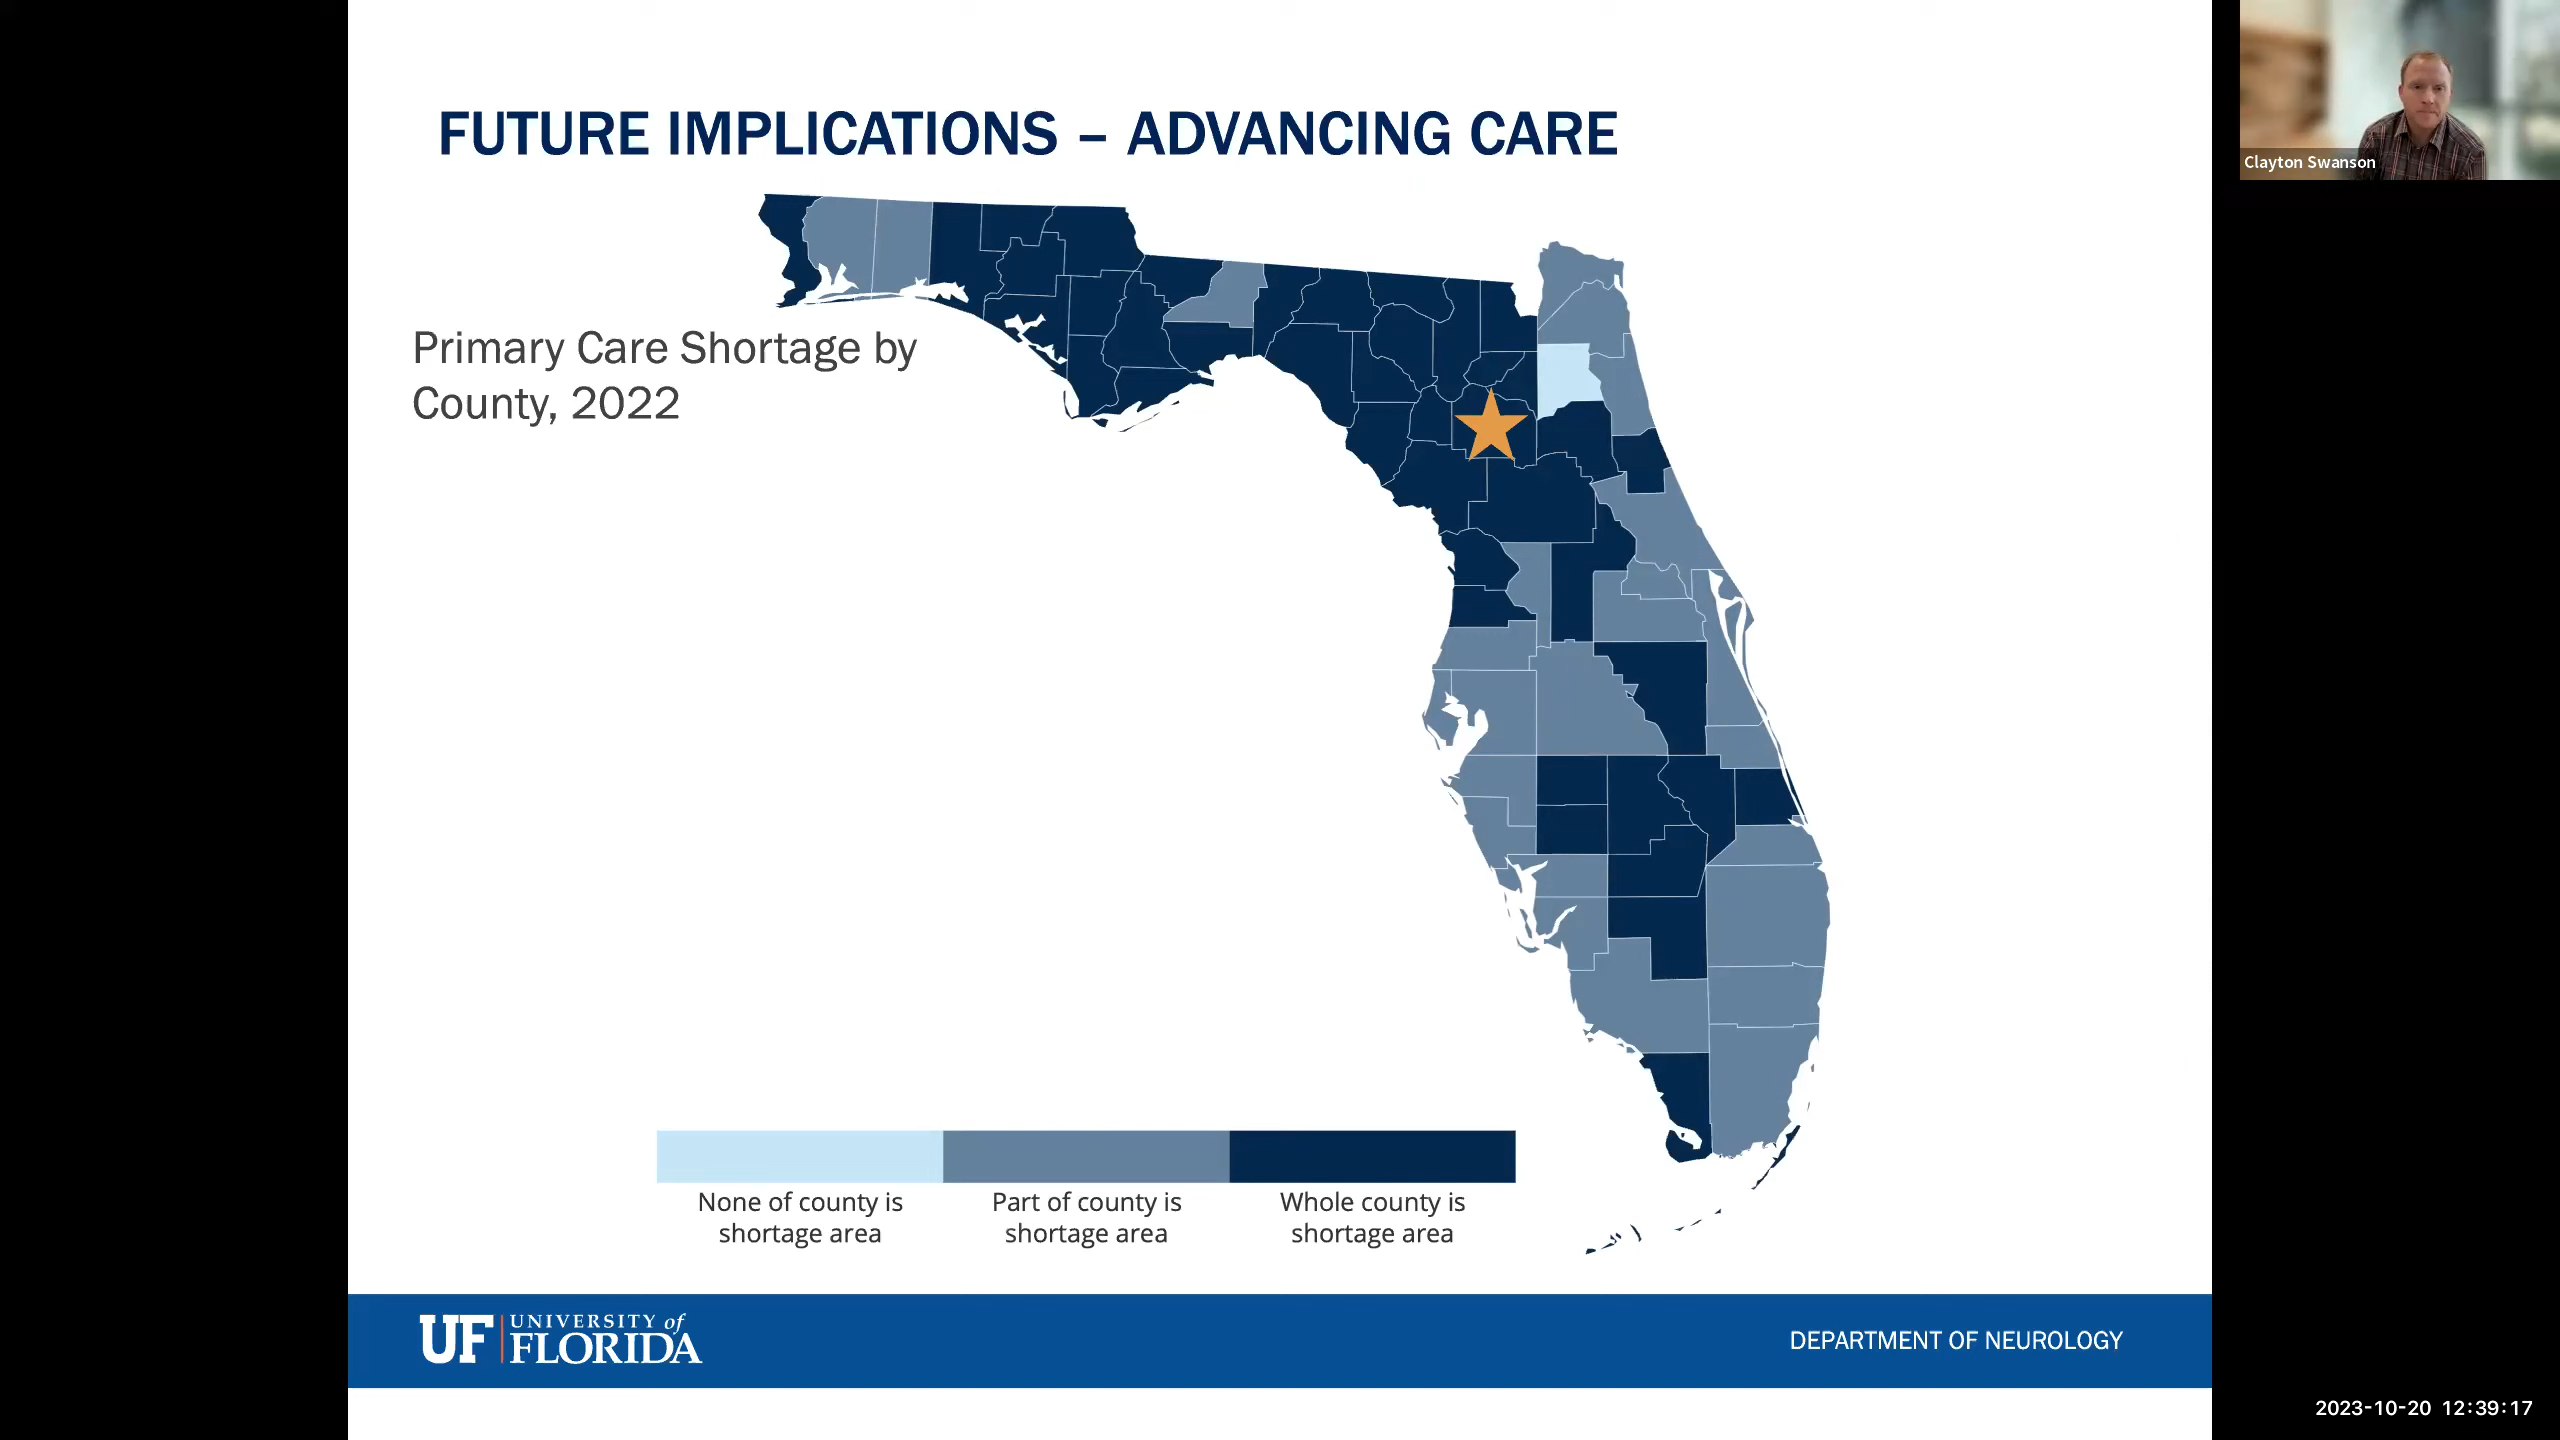 FUTURE IMPLICATIONS – ADVANCING CARE
Clayton Swanson
Primary Care Shortage by
County, 2022
None of county is
shortage area
Part of county is
shortage area
Whole county is
shortage area
UF UNIVERSITY of
FLORIDA
DEPARTMENT OF NEUROLOGY
2023-10-20 12:39:17